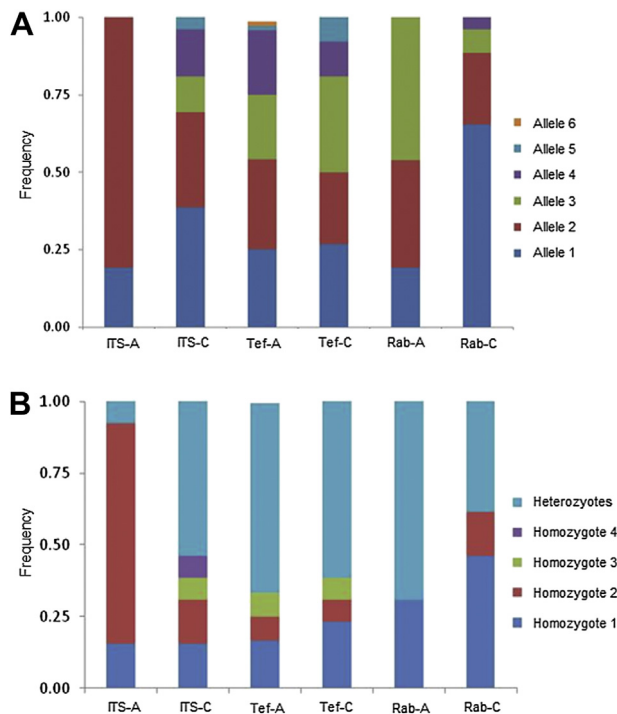 A
1.00
0.75
0.50
0.25
0.00
Frequency
ITS-A
ITS-C
Tef-A
Tef-C
Rab-A
Rab-C
Allele 6
Allele 5
Allele 4
Allele 3
Allele 2
Allele 1
B
1.00
0.75
0.50
0.25
0.00
Frequency
ITS-A
ITS-C
Tef-A
Tef-C
Rab-A
Rab-C
Heterozyotes
Homozygote 4
Homozygote 3
Homozygote 2
Homozygote 1